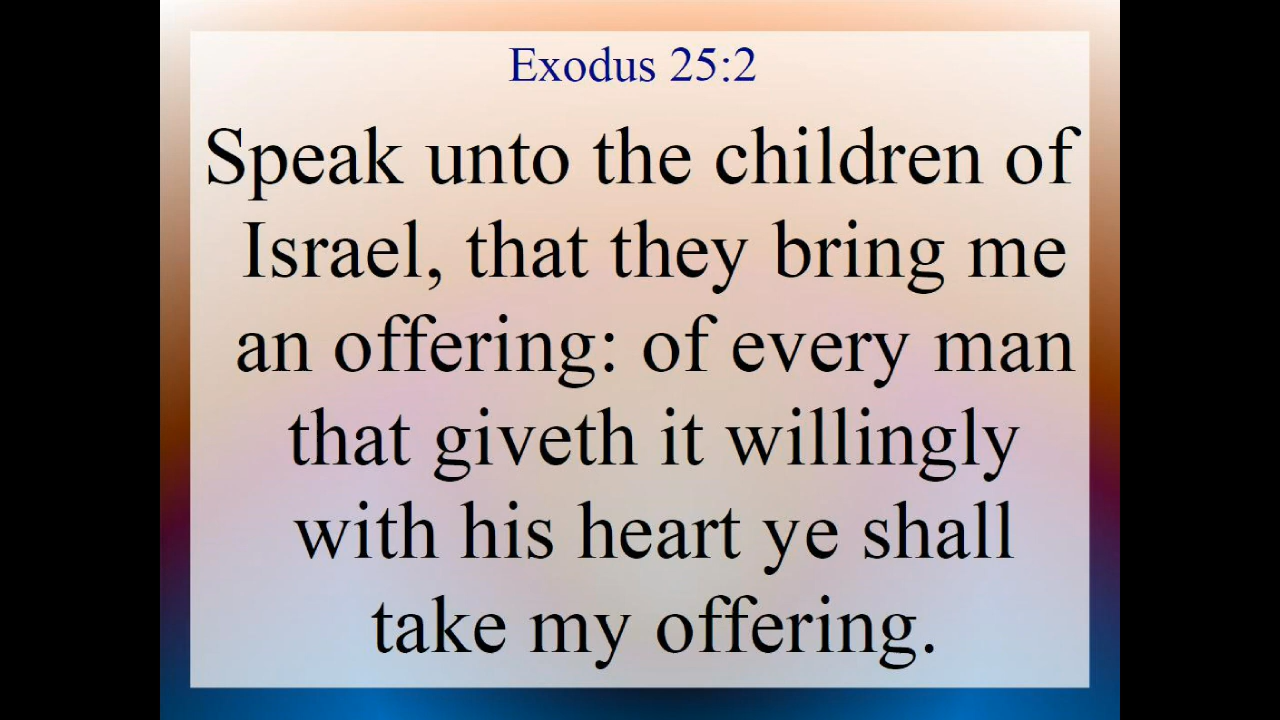 Exodus 25:2
Speak unto the children of
Israel, that they bring me
an offering: of every man
that giveth it willingly
with his heart ye shall
take my offering.